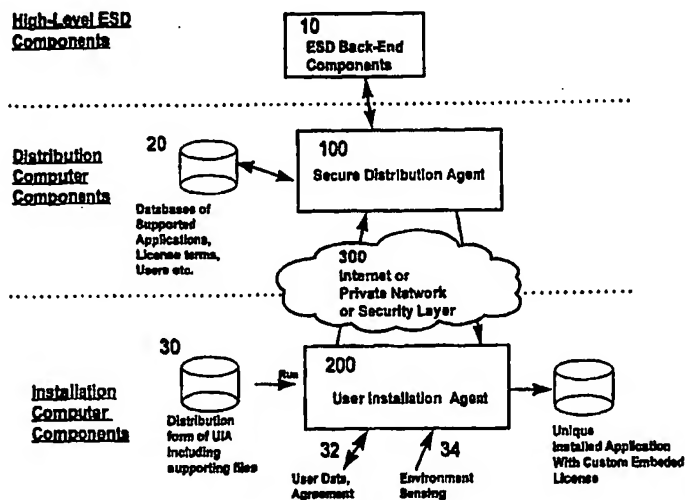 High-Level ESD
Components
10
ESD Back-End
Components
Distribution
Computer
Components
20
Databases of
Supported
Applications,
License terms,
Users etc.
100
Secure Distribution Agent
300
Internet or
Private Network
or Security Layer
Installation
Computer
Components
30
Distribution
form of UIA
including
supporting files
Run
200
User Installation Agent
32
User Data,
Agreement
34
Environment
Sensing
Unique
Installed Application
With Custom Embeded
License